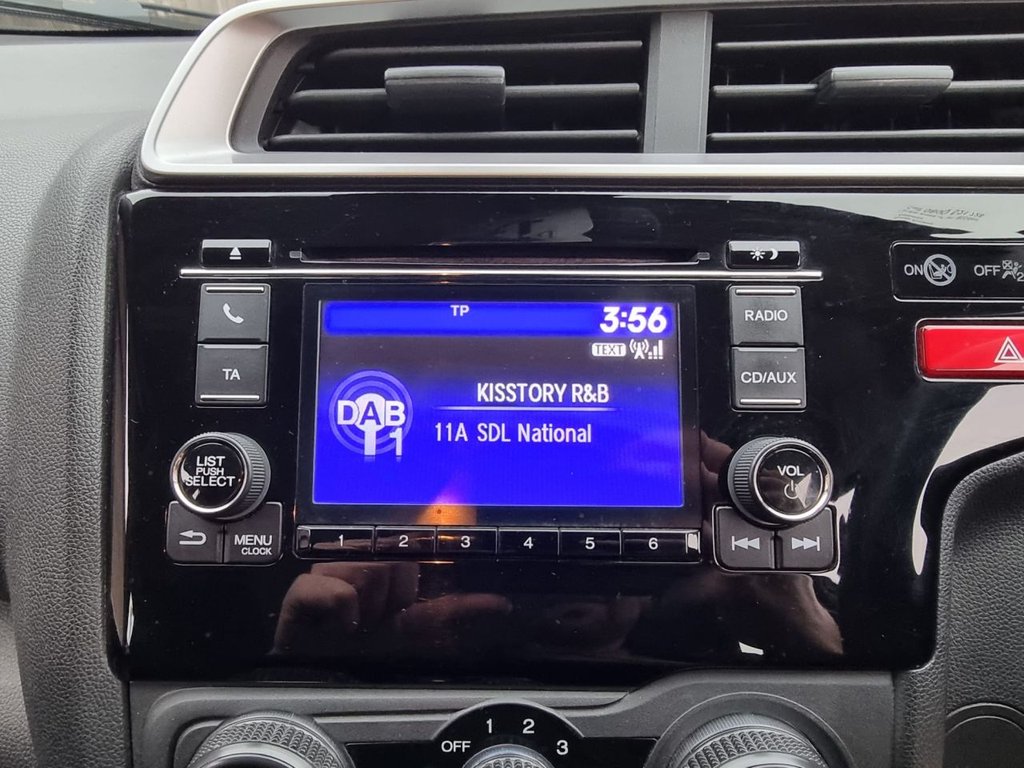 ON OFF
TP 3:56
RADIO
TEXT
TA
CD/AUX
KISSTORY R&B
DAB 1
11A SDL National
LIST
PUSH
SELECT
VOL
MENU
CLOCK
1 2 3 4 5 6
OFF 1 2 3